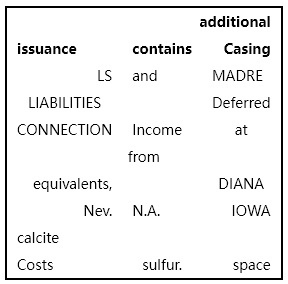 additional
issuance contains Casing
LS and MADRE
LIABILITIES Deferred
CONNECTION Income at
from
equivalents, DIANA
Nev. N.A. IOWA
calcite
Costs sulfur. space